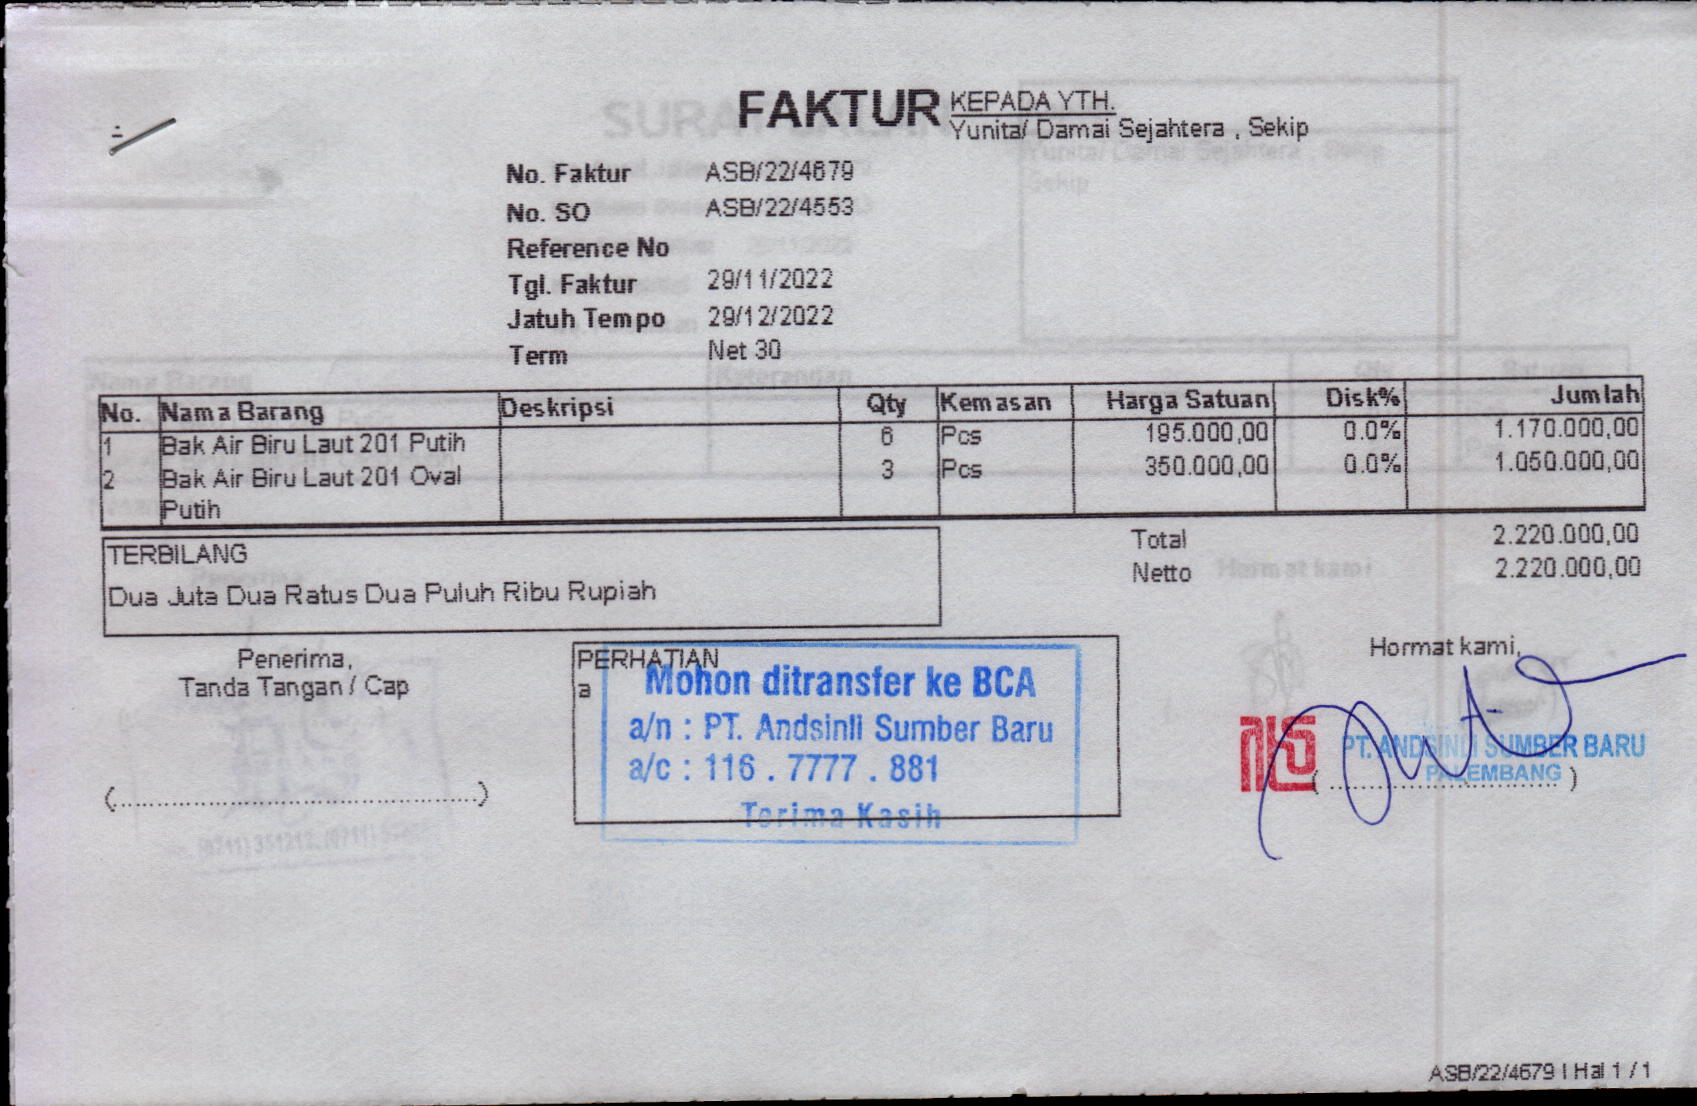 FAKTUR
KEPADA YTH.
Yunita/ Damai Sejahtera , Sekip
No. Faktur ASB/22/4679
No. SO ASB/22/4553
Reference No
Tgl. Faktur 29/11/2022
Jatuh Tempo 29/12/2022
Term Net 30
No. Nama Barang Deskripsi Qty Kemasan Harga Satuan Disk% Jumlah
1 Bak Air Biru Laut 201 Putih 6 Pcs 195.000,00 0.0% 1.170.000,00
2 Bak Air Biru Laut 201 Oval 3 Pcs 350.000,00 0.0% 1.050.000,00
Putih
Total 2.220.000,00
Netto 2.220.000,00
TERBILANG
Dua Juta Dua Ratus Dua Puluh Ribu Rupiah
Penerima,
Tanda Tangan / Cap
(..........................................)
PERHATIAN
a
Mohon ditransfer ke BCA
a/n : PT. Andsinli Sumber Baru
a/c : 116 . 7777 . 881
Terima Kasih
Hormat kami,
PT. ANDSINLI SUMBER BARU
PALEMBANG
( .............................. )
ASB/22/4679 | Hal 1 / 1